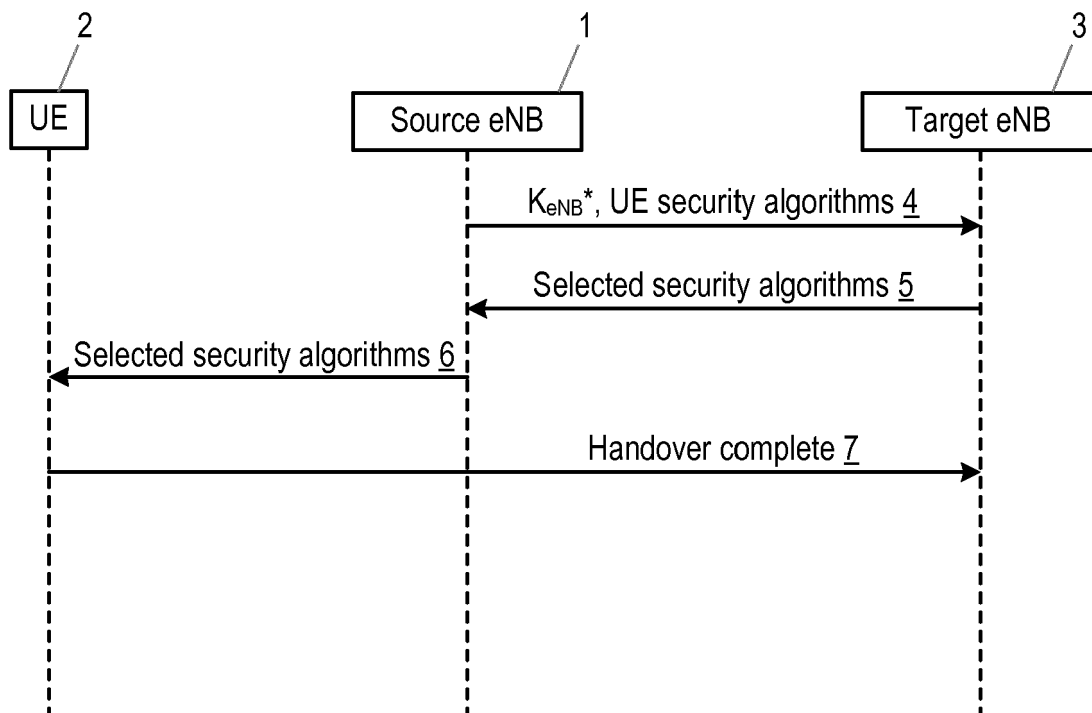 2 1 3
UE Source eNB Target eNB
KeNB*, UE security algorithms 4
Selected security algorithms 5
Selected security algorithms 6
Handover complete 7